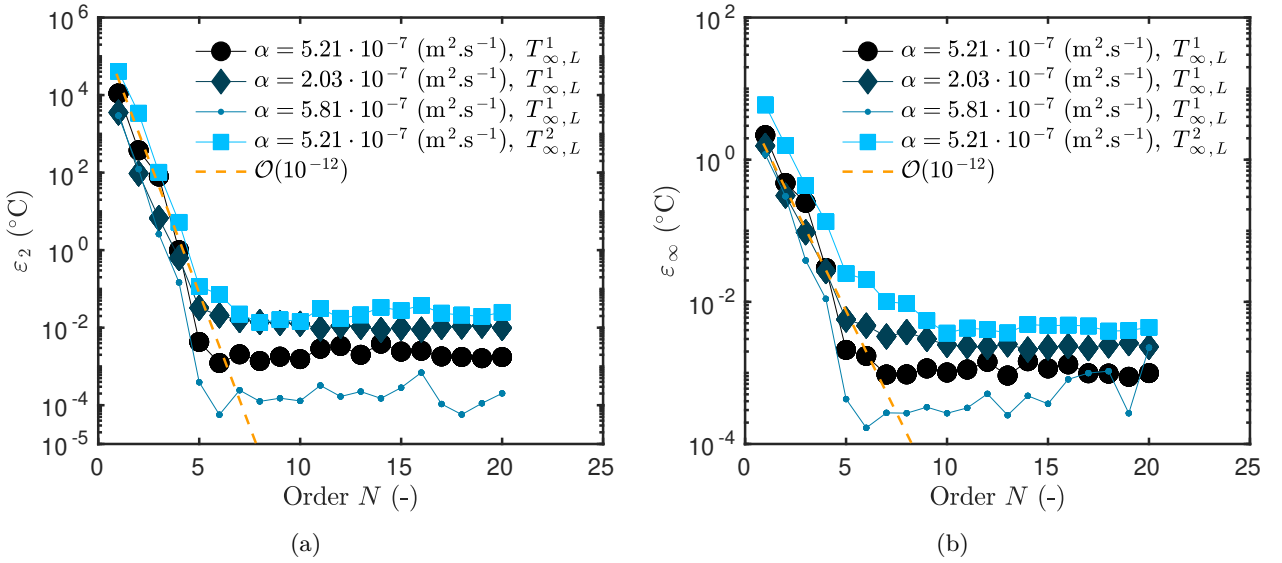 10^6
10^4
10^2
10^0
10^-2
10^-4
10^-5
0
5
10
15
20
25
ε_2 (°C)
Order N (-)
α = 5.21 · 10^-7 (m^2.s^-1), T^1_∞,L
α = 2.03 · 10^-7 (m^2.s^-1), T^1_∞,L
α = 5.81 · 10^-7 (m^2.s^-1), T^1_∞,L
α = 5.21 · 10^-7 (m^2.s^-1), T^2_∞,L
O(10^-12)
(a)
10^2
10^0
10^-2
10^-4
0
5
10
15
20
25
ε_∞ (°C)
Order N (-)
α = 5.21 · 10^-7 (m^2.s^-1), T^1_∞,L
α = 2.03 · 10^-7 (m^2.s^-1), T^1_∞,L
α = 5.81 · 10^-7 (m^2.s^-1), T^1_∞,L
α = 5.21 · 10^-7 (m^2.s^-1), T^2_∞,L
O(10^-12)
(b)